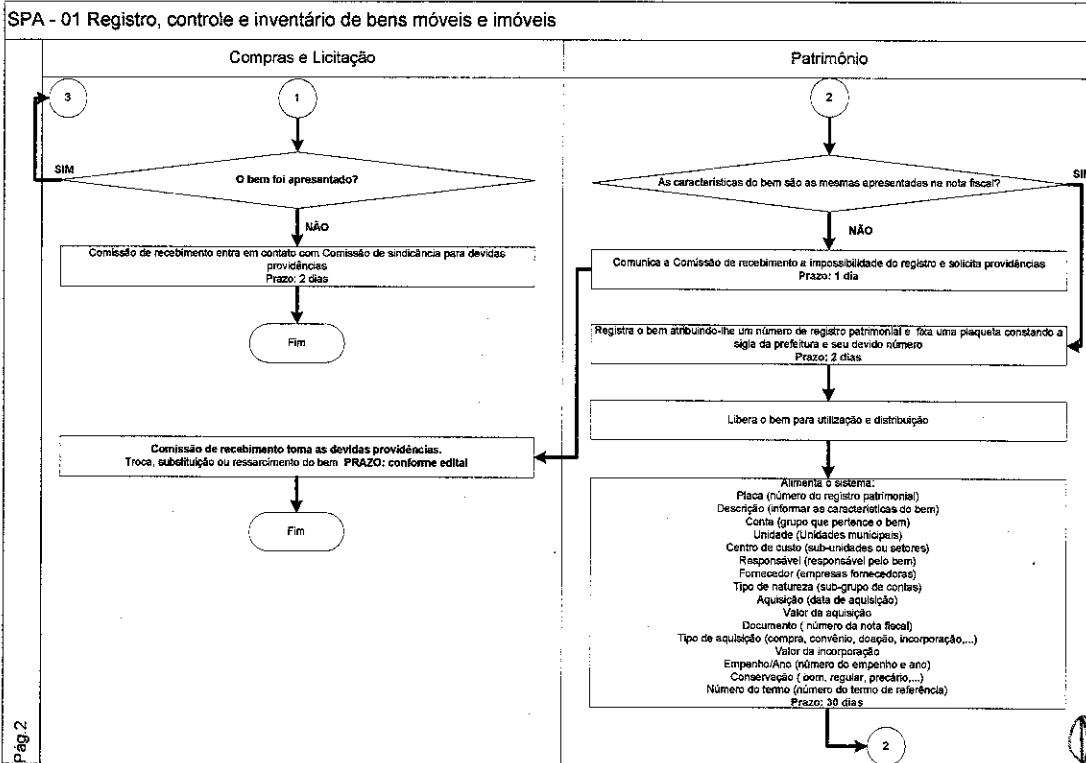 SPA - 01 Registro, controle e inventário de bens móveis e imóveis
Compras e Licitação
Patrimônio
3
1
2
SIM
O bem foi apresentado?
As características do bem são as mesmas apresentadas na nota fiscal?
SIM
NÃO
NÃO
Comissão de recebimento entra em contato com Comissão de sindicância para devidas
providências
Prazo: 2 dias
Comunica a Comissão de recebimento a impossibilidade do registro e solicita providências
Prazo: 1 dia
Fim
Registra o bem atribuindo-lhe um número de registro patrimonial e fixa uma plaqueta constando a
sigla da prefeitura e seu devido número
Prazo: 2 dias
Libera o bem para utilização e distribuição
Comissão de recebimento toma as devidas providências.
Troca, substituição ou ressarcimento do bem PRAZO: conforme edital
Fim
Alimenta o sistema:
Placa (número do registro patrimonial)
Descrição (informar as características do bem)
Conta (grupo que pertence o bem)
Unidade (Unidades municipais)
Centro de custo (sub-unidades ou setores)
Responsável (responsável pelo bem)
Fornecedor (empresas fornecedoras)
Tipo de natureza (sub-grupo de contas)
Aquisição (data de aquisição)
Valor da aquisição
Documento ( número da nota fiscal)
Tipo de aquisição (compra, convênio, doação, incorporação,...)
Valor da incorporação
Empenho/Ano (número do empenho e ano)
Conservação ( bom, regular, precário,...)
Número do termo (número do termo de referência)
Prazo: 30 dias
2
Pág.2